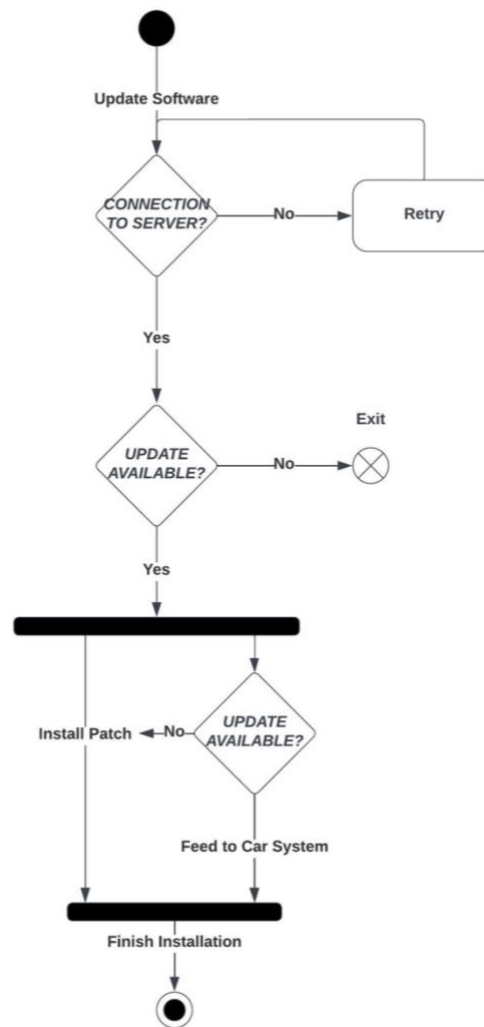 Update Software
CONNECTION
TO SERVER?
No
Retry
Yes
Exit
UPDATE
AVAILABLE?
No
Yes
UPDATE
AVAILABLE?
Install Patch
No
Feed to Car System
Finish Installation